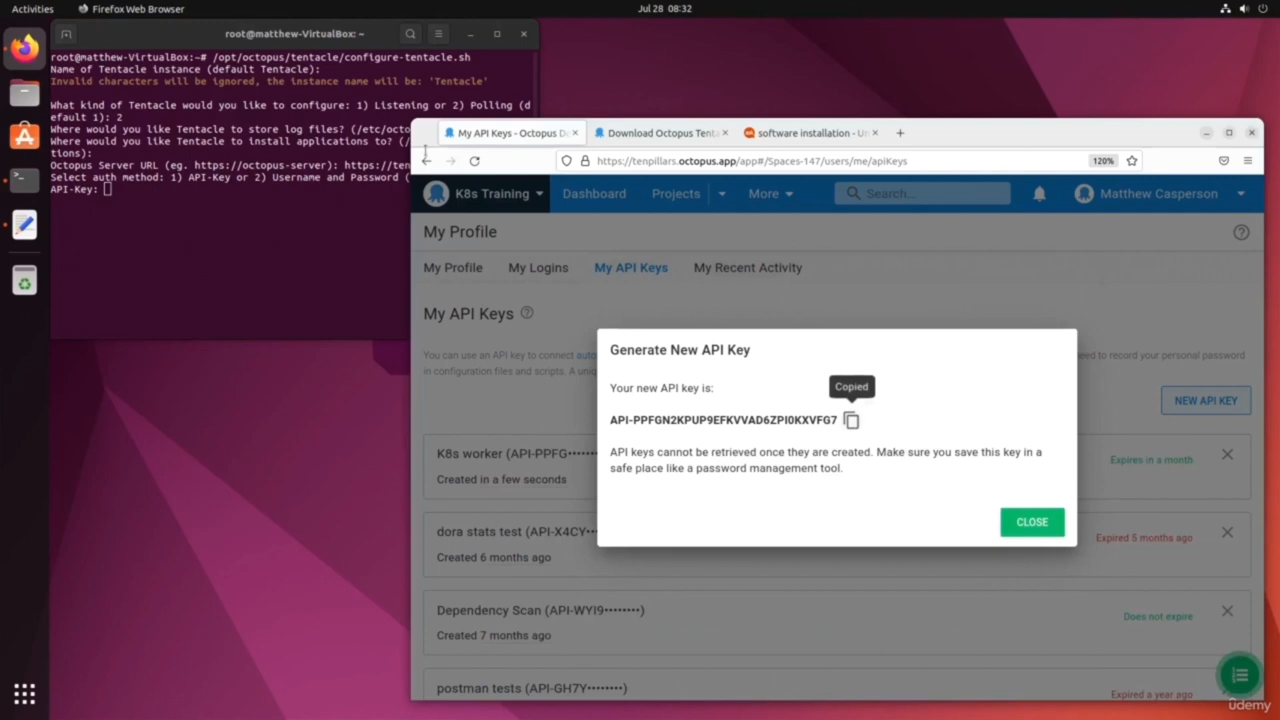 Activities
Firefox Web Browser
Jul 28 08:32
root@matthew-VirtualBox: ~
root@matthew-VirtualBox:~# /opt/octopus/tentacle/configure-tentacle.sh
Name of Tentacle instance (default Tentacle):
Invalid characters will be ignored, the instance name will be: 'Tentacle'
What kind of Tentacle would you like to configure: 1) Listening or 2) Polling (d
efault 1): 2
Where would you like Tentacle to store log files? (/etc/octo
Where would you like Tentacle to install applications to? (/
tions):
Octopus Server URL (eg. https://octopus-server): https://ten
Select auth method: 1) API-Key or 2) Username and Password (
API-Key:
My API Keys - Octopus D
Download Octopus Tent
software installation - U
https://tenpillars.octopus.app/app#/Spaces-147/users/me/apiKeys
120%
K8s Training
Dashboard
Projects
More
Search...
Matthew Casperson
My Profile
My Profile
My Logins
My API Keys
My Recent Activity
My API Keys
You can use an API key to connect auto
eed to record your personal password
in configuration files and scripts. A uniq
NEW API KEY
Generate New API Key
Your new API key is:
Copied
API-PPFGN2KPUP9EFKVVAD6ZPI0KXVFG7
API keys cannot be retrieved once they are created. Make sure you save this key in a
safe place like a password management tool.
CLOSE
K8s worker (API-PPFG••••••
Created in a few seconds
Expires in a month
dora stats test (API-X4CY••
Created 6 months ago
Expired 5 months ago
Dependency Scan (API-WYI9••••••••)
Created 7 months ago
Does not expire
postman tests (API-GH7Y••••••••)
Expired a year ago
ûdemy